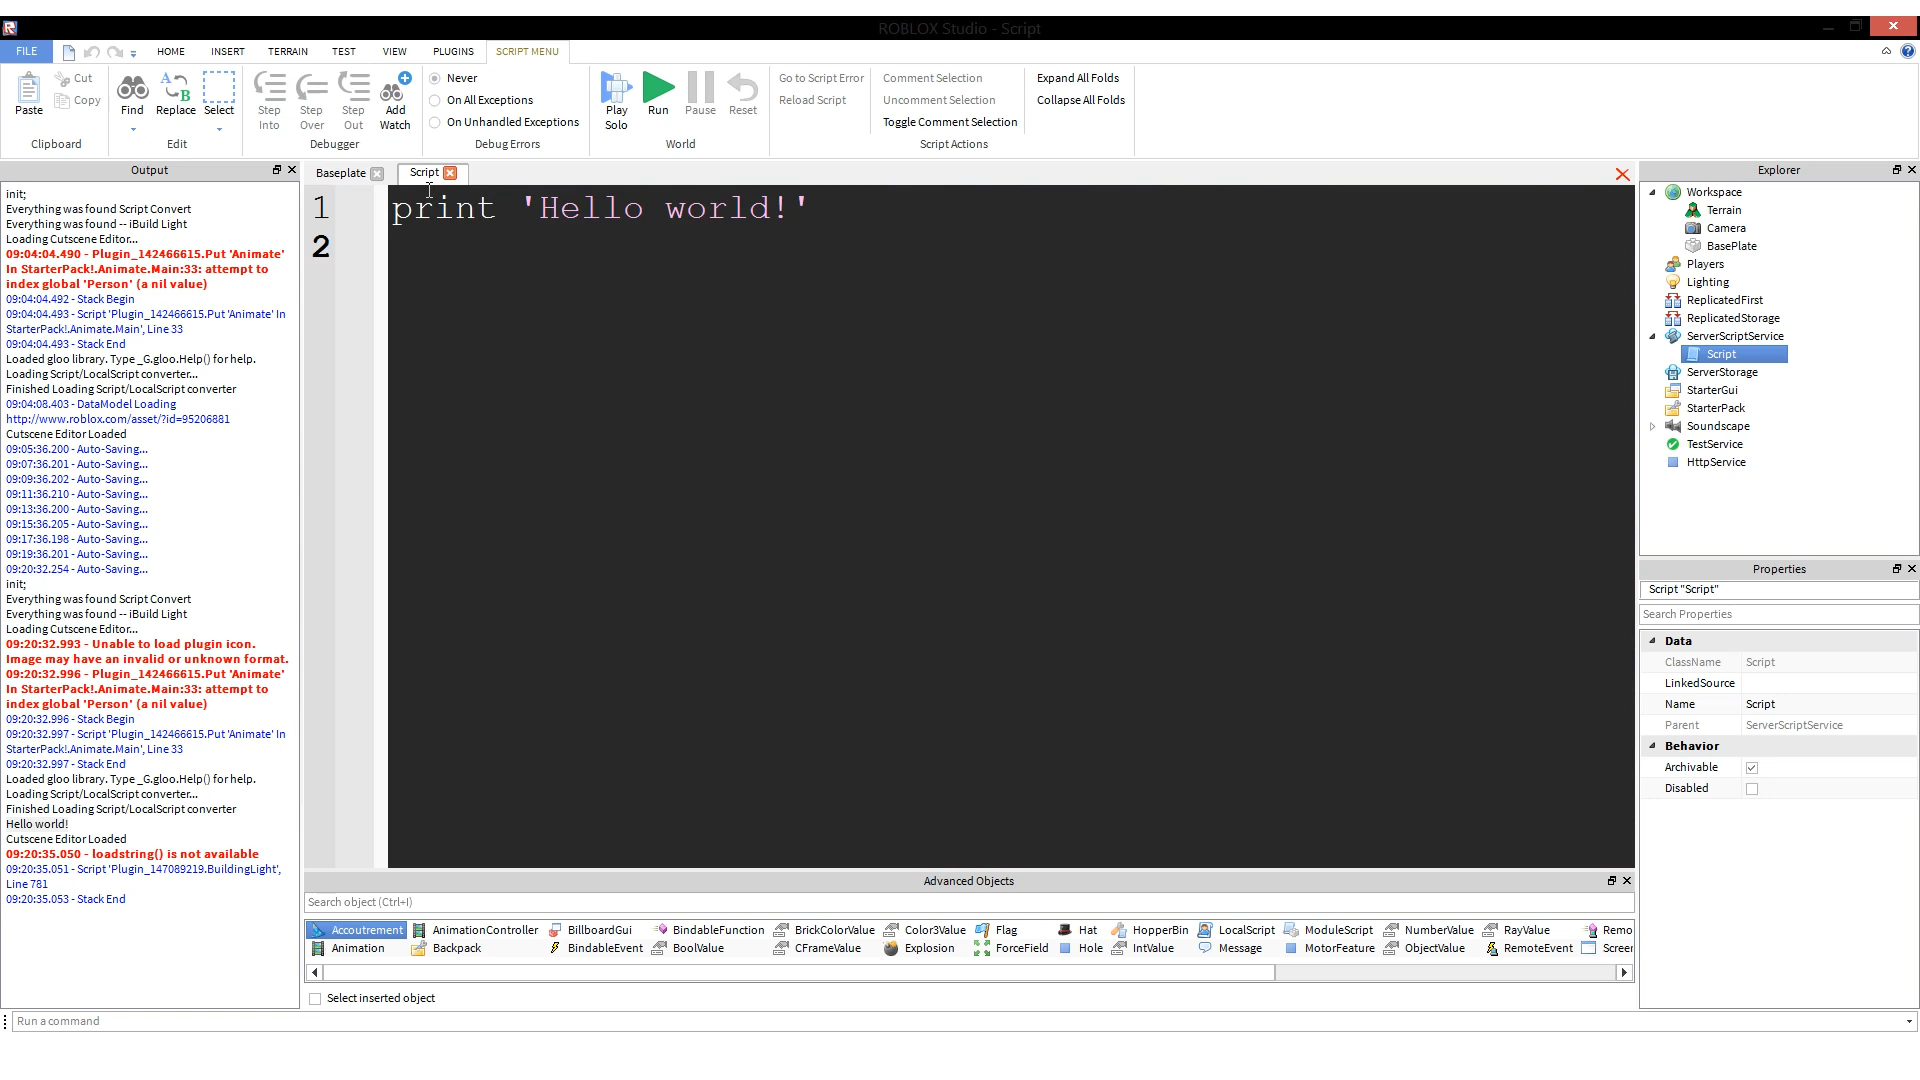 ROBLOX Studio - Script
FILE
HOME
INSERT
TERRAIN
TEST
VIEW
PLUGINS
SCRIPT MENU
Paste
Cut
Copy
Clipboard
Find
Replace
Select
Edit
Step Into
Step Over
Step Out
Add Watch
Debugger
Never
On All Exceptions
On Unhandled Exceptions
Debug Errors
Play Solo
Run
Pause
Reset
World
Go to Script Error
Reload Script
Comment Selection
Uncomment Selection
Toggle Comment Selection
Expand All Folds
Collapse All Folds
Script Actions
Output
init;
Everything was found Script Convert
Everything was found -- iBuild Light
Loading Cutscene Editor...
09:04:04.490 - Plugin_142466615.Put 'Animate'
In StarterPack!.Animate.Main:33: attempt to
index global 'Person' (a nil value)
09:04:04.492 - Stack Begin
09:04:04.493 - Script 'Plugin_142466615.Put 'Animate' In
StarterPack!.Animate.Main', Line 33
09:04:04.493 - Stack End
Loaded gloo library. Type _G.gloo.Help() for help.
Loading Script/LocalScript converter...
Finished Loading Script/LocalScript converter
09:04:08.403 - DataModel Loading
http://www.roblox.com/asset/?id=95206881
Cutscene Editor Loaded
09:05:36.200 - Auto-Saving...
09:07:36.201 - Auto-Saving...
09:09:36.202 - Auto-Saving...
09:11:36.210 - Auto-Saving...
09:13:36.200 - Auto-Saving...
09:15:36.205 - Auto-Saving...
09:17:36.198 - Auto-Saving...
09:19:36.201 - Auto-Saving...
09:20:32.254 - Auto-Saving...
init;
Everything was found Script Convert
Everything was found -- iBuild Light
Loading Cutscene Editor...
09:20:32.993 - Unable to load plugin icon.
Image may have an invalid or unknown format.
09:20:32.996 - Plugin_142466615.Put 'Animate'
In StarterPack!.Animate.Main:33: attempt to
index global 'Person' (a nil value)
09:20:32.996 - Stack Begin
09:20:32.997 - Script 'Plugin_142466615.Put 'Animate' In
StarterPack!.Animate.Main', Line 33
09:20:32.997 - Stack End
Loaded gloo library. Type _G.gloo.Help() for help.
Loading Script/LocalScript converter...
Finished Loading Script/LocalScript converter
Hello world!
Cutscene Editor Loaded
09:20:35.050 - loadstring() is not available
09:20:35.051 - Script 'Plugin_147089219.BuildingLight',
Line 781
09:20:35.053 - Stack End
Baseplate
Script
1 print 'Hello world!'
2
Advanced Objects
Search object (Ctrl+I)
Accoutrement AnimationController BillboardGui BindableFunction BrickColorValue Color3Value Flag Hat HopperBin LocalScript ModuleScript NumberValue RayValue Remo
Animation Backpack BindableEvent BoolValue CFrameValue Explosion ForceField Hole IntValue Message MotorFeature ObjectValue RemoteEvent Screer
Select inserted object
Explorer
Workspace
Terrain
Camera
BasePlate
Players
Lighting
ReplicatedFirst
ReplicatedStorage
ServerScriptService
Script
ServerStorage
StarterGui
StarterPack
Soundscape
TestService
HttpService
Properties
Script "Script"
Search Properties
Data
ClassName Script
LinkedSource
Name Script
Parent ServerScriptService
Behavior
Archivable
Disabled
Run a command